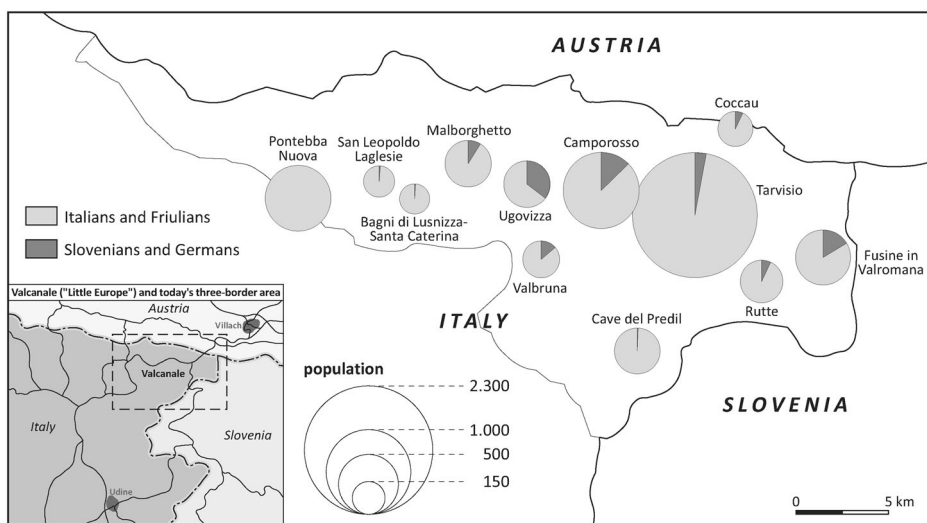 AUSTRIA
Coccau
Malborghetto
Camporosso
Pontebba
Nuova
San Leopoldo
Laglesie
Tarvisio
Italians and Friulians
Ugovizza
Bagni di Lusnizza-
Santa Caterina
Slovenians and Germans
Fusine in
Valromana
Valbruna
Rutte
Valcanale ("Little Europe") and today's three-border area
Austria
Villach
ITALY
Cave del Predil
Valcanale
population
2.300
SLOVENIA
Italy
1.000
Slovenia
500
150
Udine
0 5 km